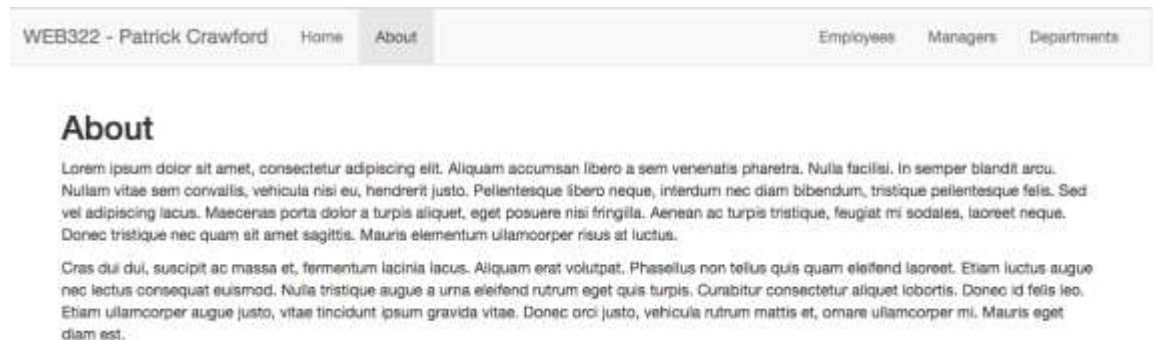 WEB322 - Patrick Crawford Home About Employees Managers Departments
About
Lorem ipsum dolor sit amet, consectetur adipiscing elit. Aliquam accumsan libero a sem venenatis pharetra. Nulla facilisi. In semper blandit arcu.
Nullam vitae sem convallis, vehicula nisi eu, hendrerit justo. Pellentesque libero neque, interdum nec diam bibendum, tristique pellentesque felis. Sed
vel adipiscing lacus. Maecenas porta dolor a turpis aliquet, eget posuere nisi fringilla. Aenean ac turpis tristique, feugiat mi sodales, laoreet neque.
Donec tristique nec quam sit amet sagittis. Mauris elementum ullamcorper risus at luctus.
Cras dui dui, suscipit ac massa et, fermentum lacinia lacus. Aliquam erat volutpat. Phasellus non tellus quis quam eleifend laoreet. Etiam luctus augue
nec lectus consequat euismod. Nulla tristique augue a urna eleifend rutrum eget quis turpis. Curabitur consectetur aliquet lobortis. Donec id felis leo.
Etiam ullamcorper augue justo, vitae tincidunt ipsum gravida vitae. Donec orci justo, vehicula rutrum mattis et, ornare ullamcorper mi. Mauris eget
diam est.